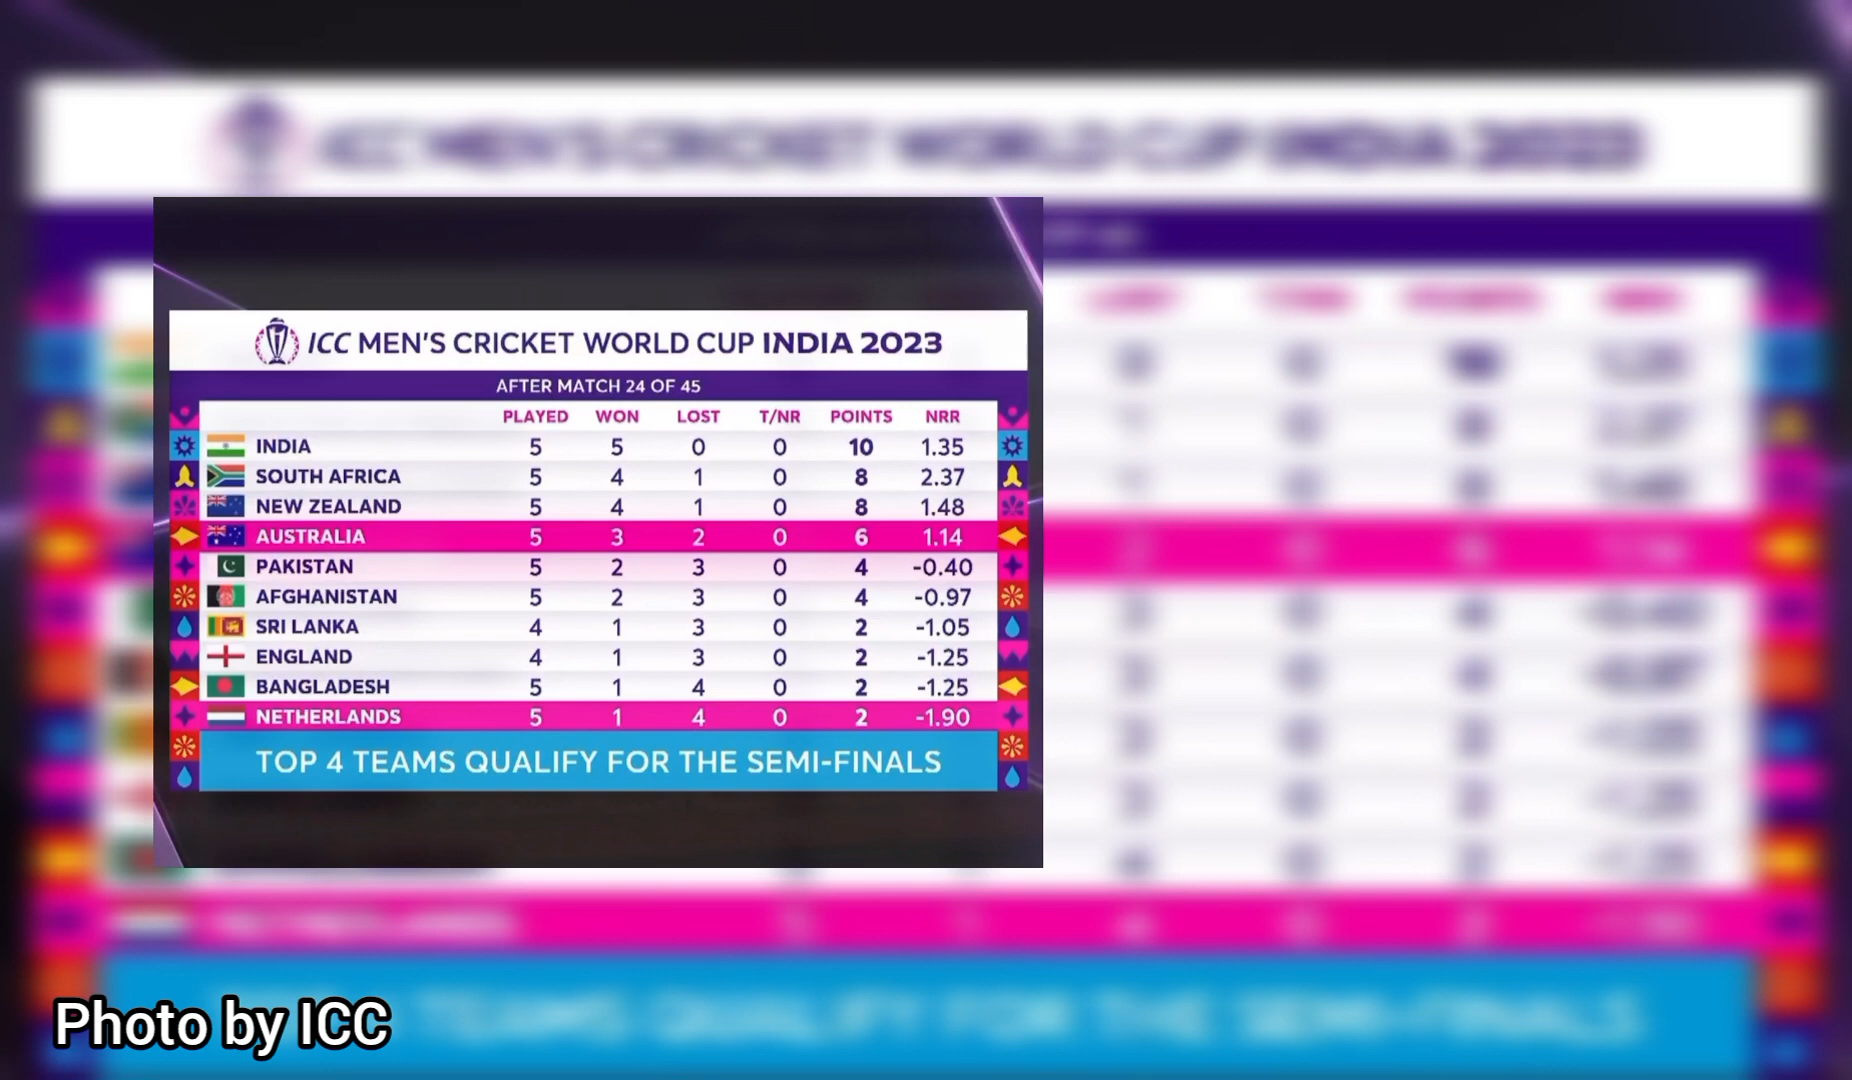 ICC MEN'S CRICKET WORLD CUP INDIA 2023
AFTER MATCH 24 OF 45
PLAYED WON LOST T/NR POINTS NRR
INDIA 5 5 0 0 10 1.35
SOUTH AFRICA 5 4 1 0 8 2.37
NEW ZEALAND 5 4 1 0 8 1.48
AUSTRALIA 5 3 2 0 6 1.14
PAKISTAN 5 2 3 0 4 -0.40
AFGHANISTAN 5 2 3 0 4 -0.97
SRI LANKA 4 1 3 0 2 -1.05
ENGLAND 4 1 3 0 2 -1.25
BANGLADESH 5 1 4 0 2 -1.25
NETHERLANDS 5 1 4 0 2 -1.90
TOP 4 TEAMS QUALIFY FOR THE SEMI-FINALS
Photo by ICC